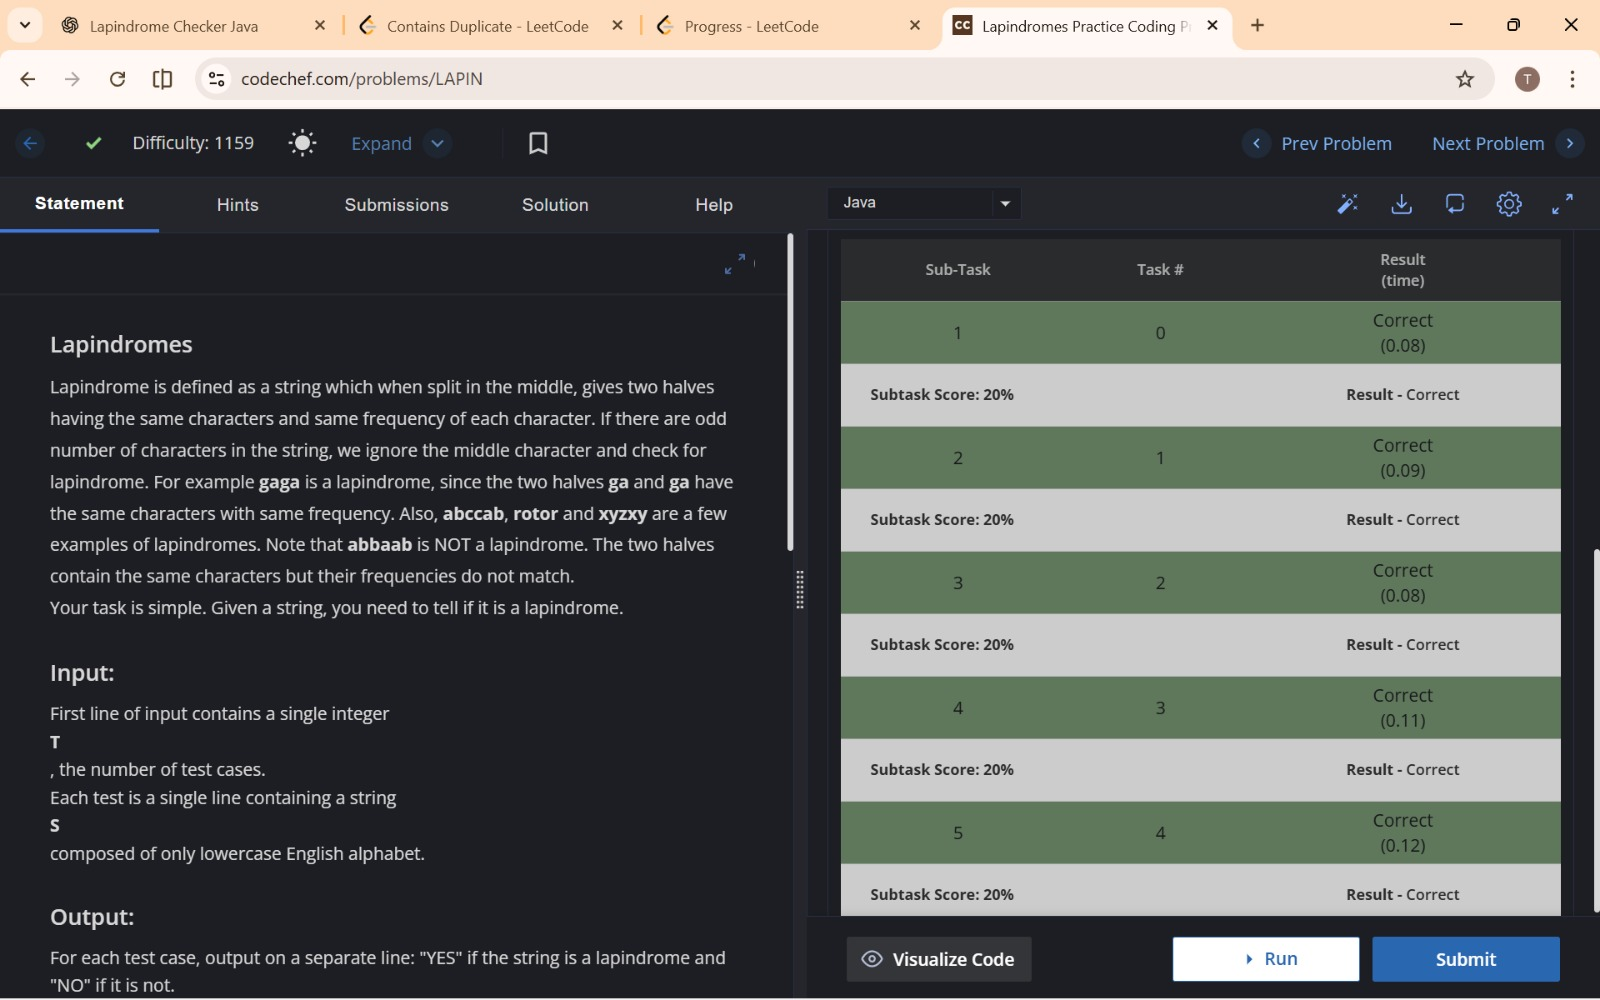 Lapindrome Checker Java
Contains Duplicate - LeetCode
Progress - LeetCode
CC Lapindromes Practice Coding P
codechef.com/problems/LAPIN
T
Difficulty: 1159
Expand
Prev Problem
Next Problem
Statement
Hints
Submissions
Solution
Help
Java
Lapindromes
Lapindrome is defined as a string which when split in the middle, gives two halves
having the same characters and same frequency of each character. If there are odd
number of characters in the string, we ignore the middle character and check for
lapindrome. For example gaga is a lapindrome, since the two halves ga and ga have
the same characters with same frequency. Also, abccab, rotor and xyzxy are a few
examples of lapindromes. Note that abbaab is NOT a lapindrome. The two halves
contain the same characters but their frequencies do not match.
Your task is simple. Given a string, you need to tell if it is a lapindrome.
Input:
First line of input contains a single integer
T
, the number of test cases.
Each test is a single line containing a string
S
composed of only lowercase English alphabet.
Output:
For each test case, output on a separate line: "YES" if the string is a lapindrome and
"NO" if it is not.
Sub-Task Task # Result
(time)
1 0 Correct
(0.08)
Subtask Score: 20% Result - Correct
2 1 Correct
(0.09)
Subtask Score: 20% Result - Correct
3 2 Correct
(0.08)
Subtask Score: 20% Result - Correct
4 3 Correct
(0.11)
Subtask Score: 20% Result - Correct
5 4 Correct
(0.12)
Subtask Score: 20% Result - Correct
Visualize Code
Run
Submit